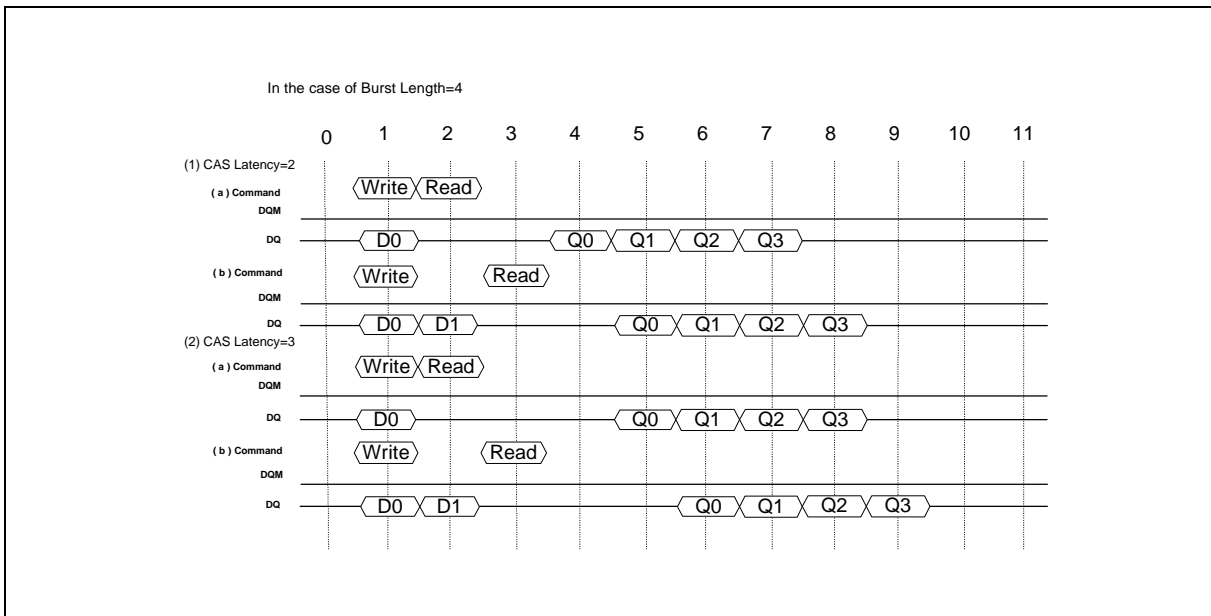 In the case of Burst Length=4
0 1 2 3 4 5 6 7 8 9 10 11
(1) CAS Latency=2
( a ) Command Write Read
DQM
DQ D0 Q0 Q1 Q2 Q3
( b ) Command Write Read
DQM
DQ D0 D1 Q0 Q1 Q2 Q3
(2) CAS Latency=3
( a ) Command Write Read
DQM
DQ D0 Q0 Q1 Q2 Q3
( b ) Command Write Read
DQM
DQ D0 D1 Q0 Q1 Q2 Q3